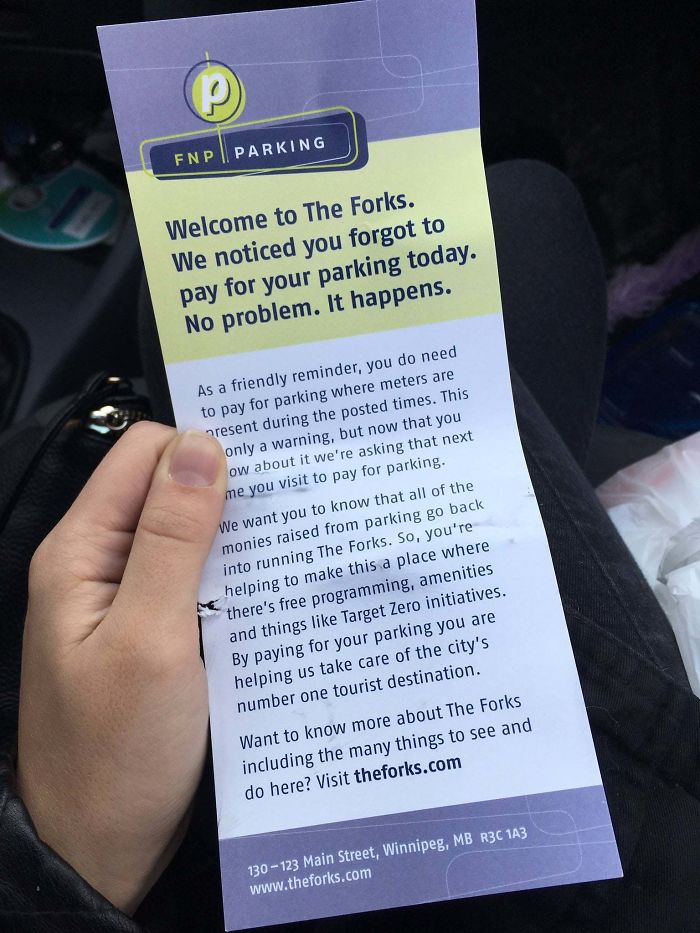 p
FNP PARKING
Welcome to The Forks.
We noticed you forgot to
pay for your parking today.
No problem. It happens.
As a friendly reminder, you do need
to pay for parking where meters are
present during the posted times. This
only a warning, but now that you
ow about it we're asking that next
me you visit to pay for parking.
We want you to know that all of the
monies raised from parking go back
into running The Forks. So, you're
helping to make this a place where
there's free programming, amenities
and things like Target Zero initiatives.
By paying for your parking you are
helping us take care of the city's
number one tourist destination.
Want to know more about The Forks
including the many things to see and
do here? Visit theforks.com
130–123 Main Street, Winnipeg, MB R3C 1A3
www.theforks.com